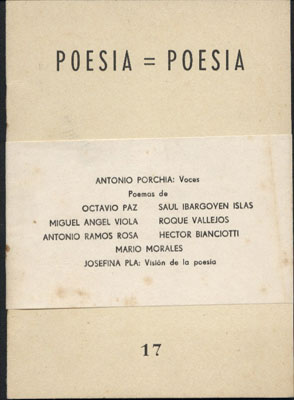 POESIA = POESIA
ANTONIO PORCHIA: Voces
Poemas de
OCTAVIO PAZ SAUL IBARGOYEN ISLAS
MIGUEL ANGEL VIOLA ROQUE VALLEJOS
ANTONIO RAMOS ROSA HECTOR BIANCIOTTI
MARIO MORALES
JOSEFINA PLA: Visión de la poesía
17